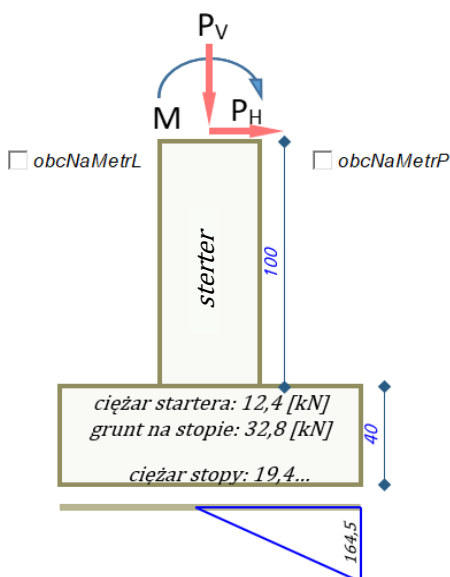 P_V
M
P_H
obcNaMetrL
obcNaMetrP
sterter
100
ciężar startera: 12,4 [kN]
grunt na stopie: 32,8 [kN]
ciężar stopy: 19,4...
40
164,5